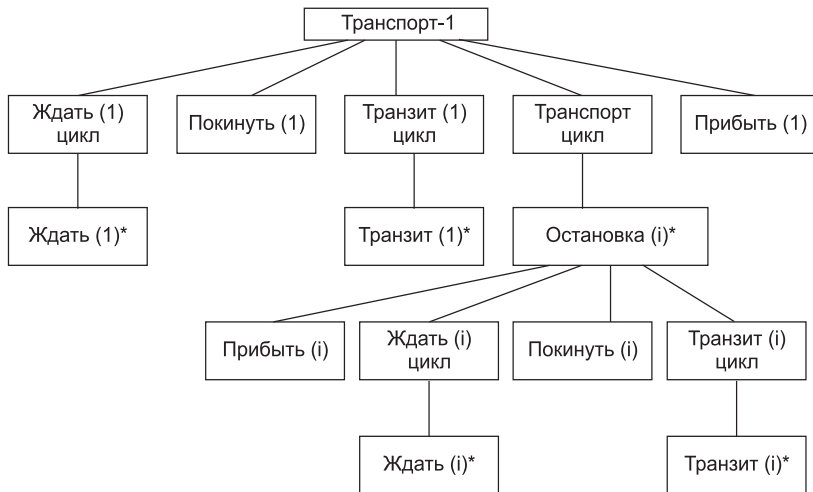 Транспорт-1
Ждать (1)
цикл
Покинуть (1)
Транзит (1)
цикл
Транспорт
цикл
Прибыть (1)
Ждать (1)*
Транзит (1)*
Остановка (i)*
Прибыть (i)
Ждать (i)
цикл
Покинуть (i)
Транзит (i)
цикл
Ждать (i)*
Транзит (i)*